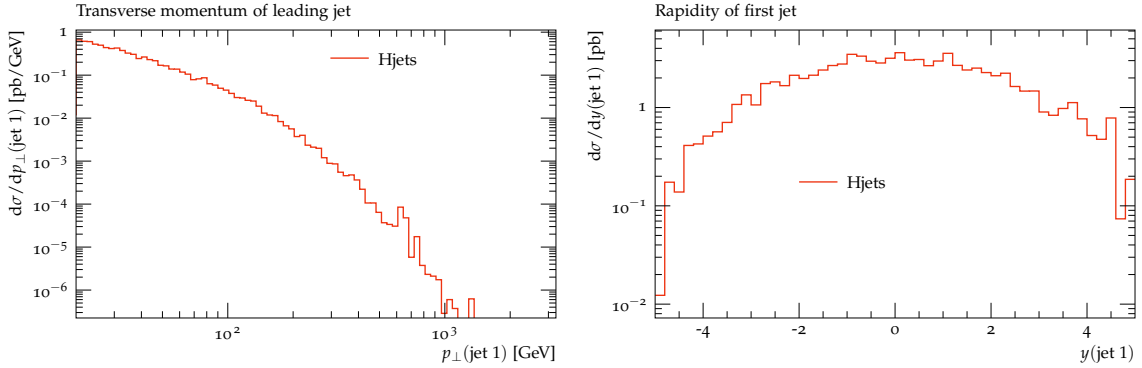 Transverse momentum of leading jet
Hjets
1
10⁻¹
10⁻²
10⁻³
10⁻⁴
10⁻⁵
10⁻⁶
dσ/dp⊥(jet 1) [pb/GeV]
10² 10³
p⊥(jet 1) [GeV]
Rapidity of first jet
Hjets
1
10⁻¹
10⁻²
dσ/dy(jet 1) [pb]
-4 -2 0 2 4
y(jet 1)